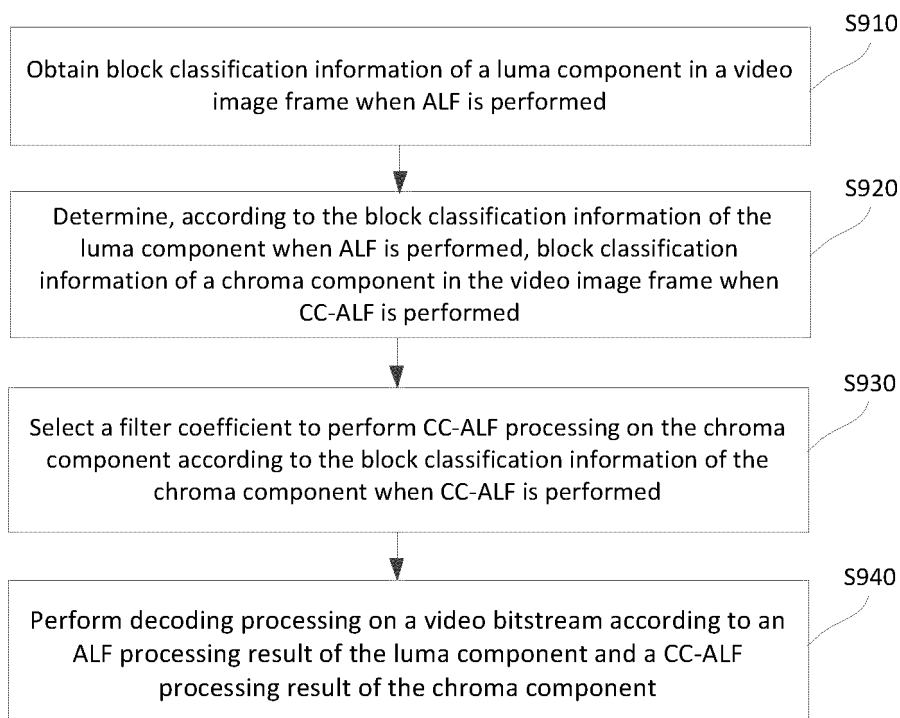 S910
Obtain block classification information of a luma component in a video
image frame when ALF is performed
S920
Determine, according to the block classification information of the
luma component when ALF is performed, block classification
information of a chroma component in the video image frame when
CC-ALF is performed
S930
Select a filter coefficient to perform CC-ALF processing on the chroma
component according to the block classification information of the
chroma component when CC-ALF is performed
S940
Perform decoding processing on a video bitstream according to an
ALF processing result of the luma component and a CC-ALF
processing result of the chroma component